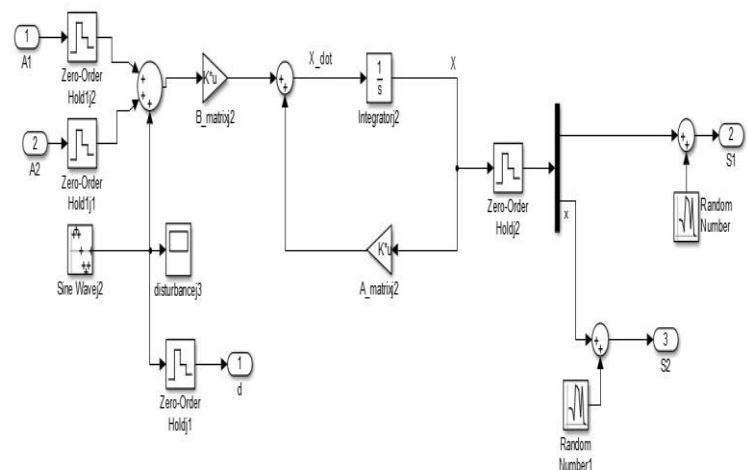 1
A1
Zero-Order
Hold1j2
2
A2
Zero-Order
Hold1j1
+
+
+
K*u
B_matrixj2
+
+
X_dot
1
s
Integratorj2
X
K*u
A_matrixj2
Sine Wavej2
disturbancej3
Zero-Order
Holdj1
1
d
Zero-Order
Holdj2
x
+
+
2
S1
Random
Number
+
+
3
S2
Random
Number1